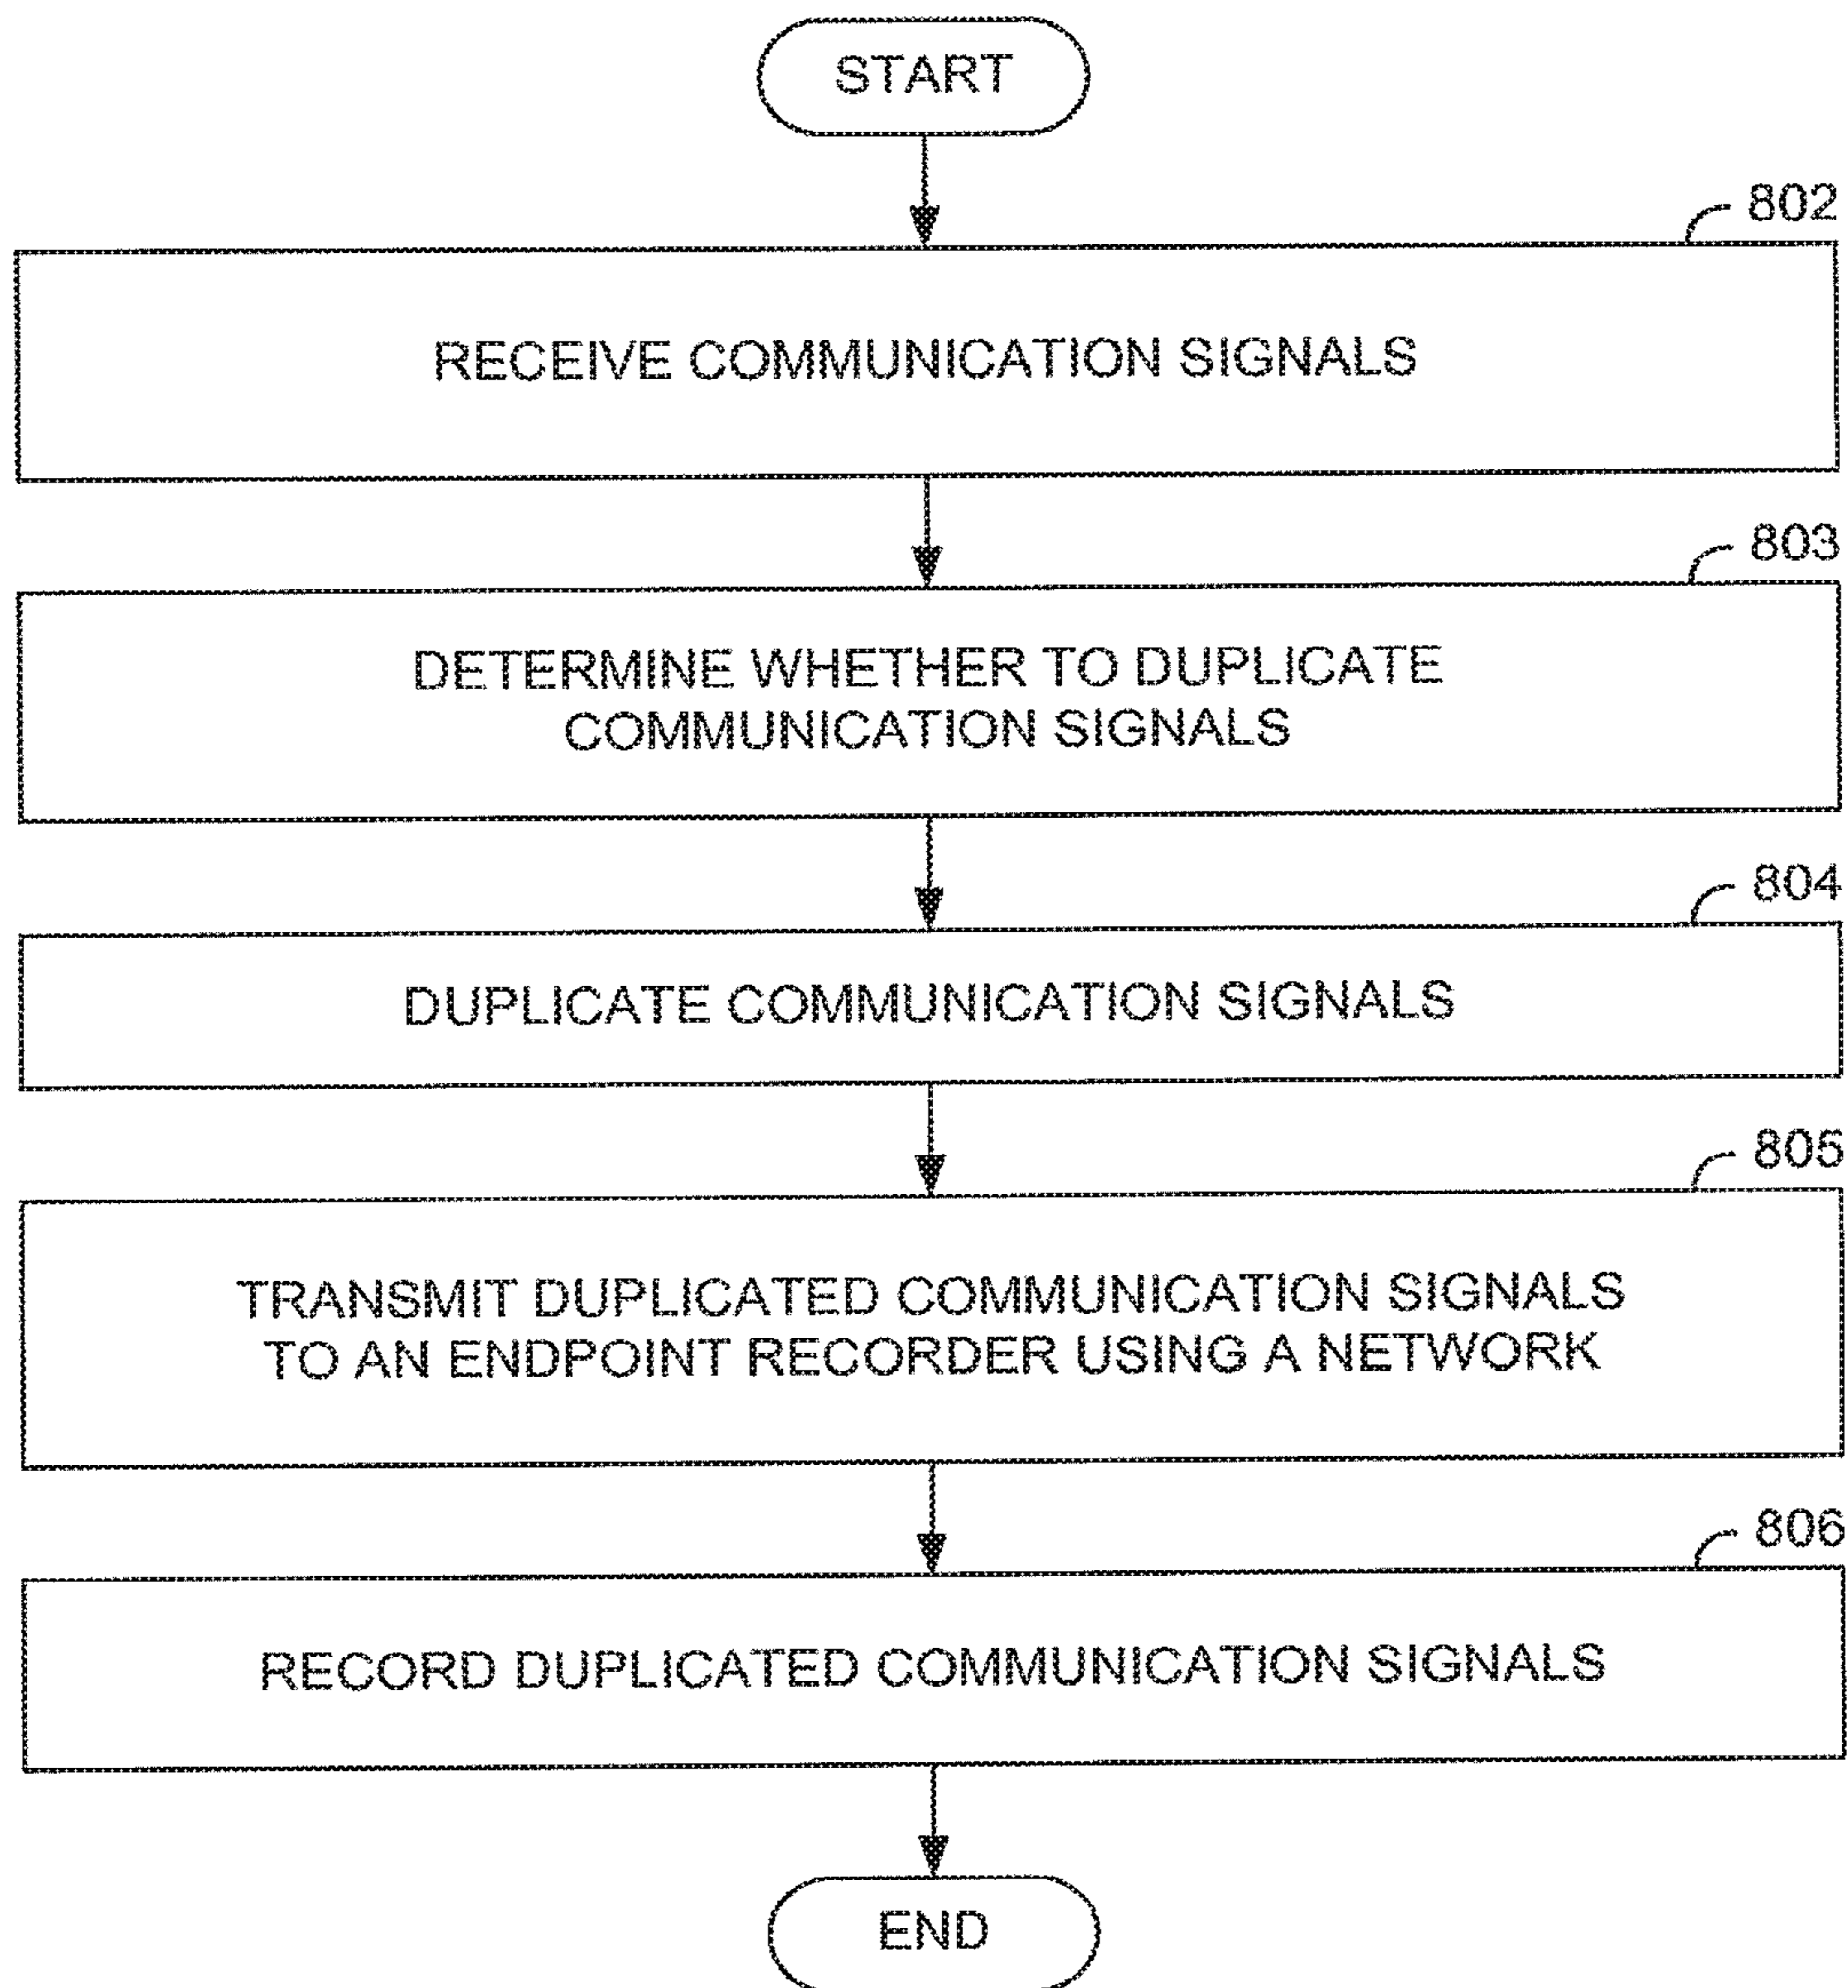 START
802
RECEIVE COMMUNICATION SIGNALS
803
DETERMINE WHETHER TO DUPLICATE
COMMUNICATION SIGNALS
804
DUPLICATE COMMUNICATION SIGNALS
805
TRANSMIT DUPLICATED COMMUNICATION SIGNALS
TO AN ENDPOINT RECORDER USING A NETWORK
806
RECORD DUPLICATED COMMUNICATION SIGNALS
END